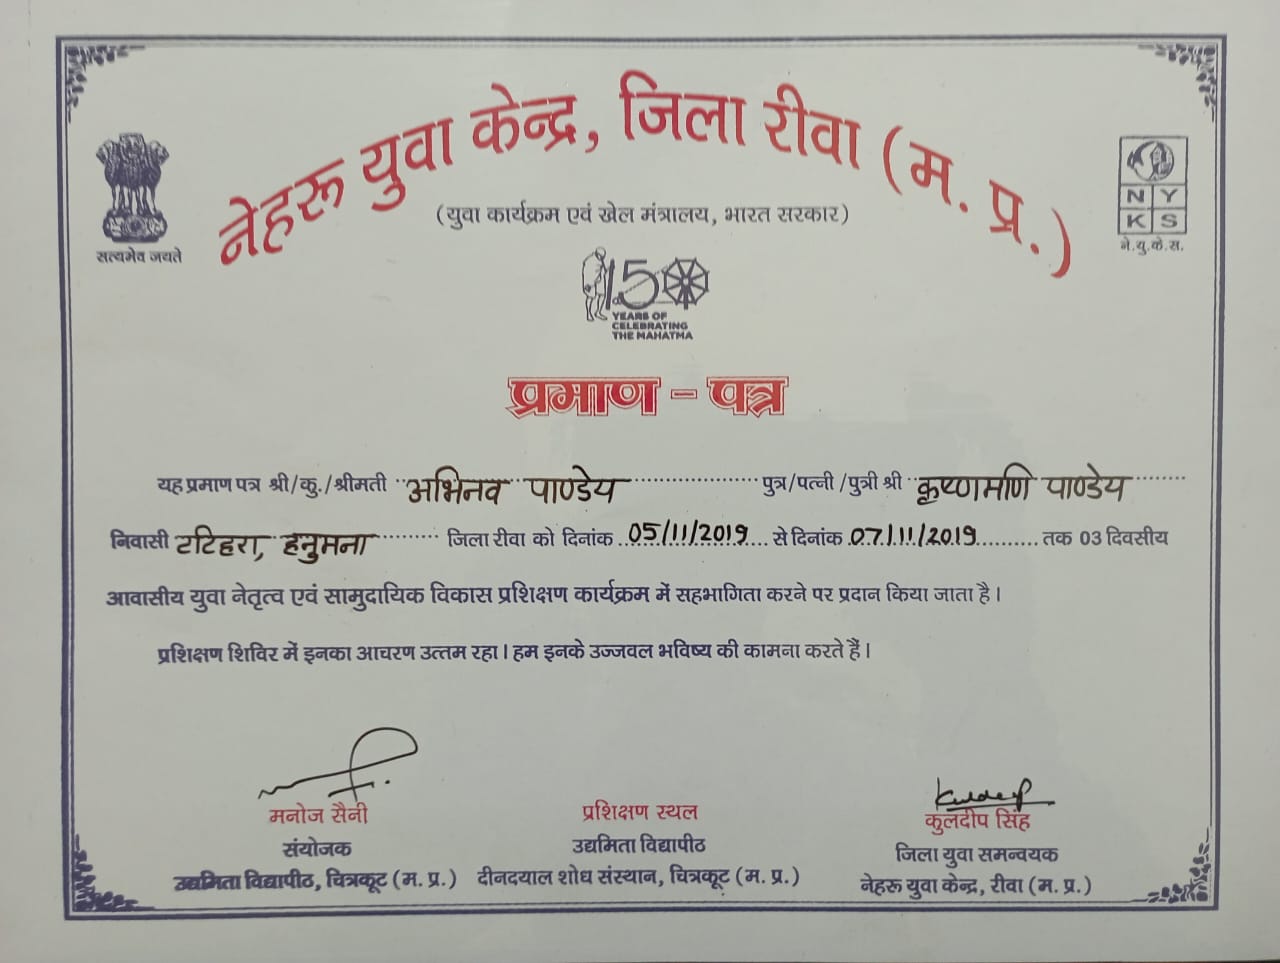 नेहरू युवा केन्द्र, जिला रीवा (म. प्र.)
सत्यमेव जयते
(युवा कार्यक्रम एवं खेल मंत्रालय, भारत सरकार)
N Y
K S
ने.यु.के.स.
150
YEARS OF
CELEBRATING
THE MAHATMA
प्रमाण - पत्र
यह प्रमाण पत्र श्री/कु./श्रीमती अभिनव पाण्डेय पुत्र/पत्नी /पुत्री श्री कृष्णमणि पाण्डेय
निवासी टटिहरा, हनुमना जिला रीवा को दिनांक 05/11/2019 से दिनांक 07/11/2019 तक 03 दिवसीय
आवासीय युवा नेतृत्व एवं सामुदायिक विकास प्रशिक्षण कार्यक्रम में सहभागिता करने पर प्रदान किया जाता है।
प्रशिक्षण शिविर में इनका आचरण उत्तम रहा। हम इनके उज्जवल भविष्य की कामना करते हैं।
मनोज सैनी
संयोजक
उद्यमिता विद्यापीठ, चित्रकूट (म. प्र.)
प्रशिक्षण स्थल
उद्यमिता विद्यापीठ
दीनदयाल शोध संस्थान, चित्रकूट (म. प्र.)
Kuldeep
कुलदीप सिंह
जिला युवा समन्वयक
नेहरू युवा केन्द्र, रीवा (म. प्र.)